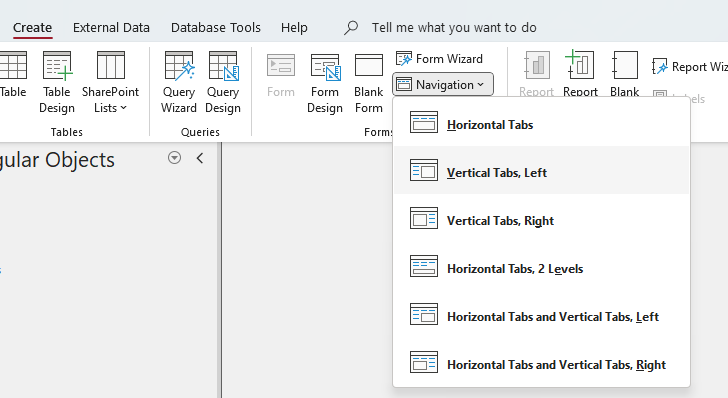 Create External Data Database Tools Help Tell me what you want to do
Table
Table Design
SharePoint Lists
Tables
Query Wizard
Query Design
Queries
Form
Form Design
Blank Form
Form Wizard
Navigation
Forms
Report
Report
Blank
Report Wiz
Labels
gular Objects
Horizontal Tabs
Vertical Tabs, Left
Vertical Tabs, Right
Horizontal Tabs, 2 Levels
Horizontal Tabs and Vertical Tabs, Left
Horizontal Tabs and Vertical Tabs, Right